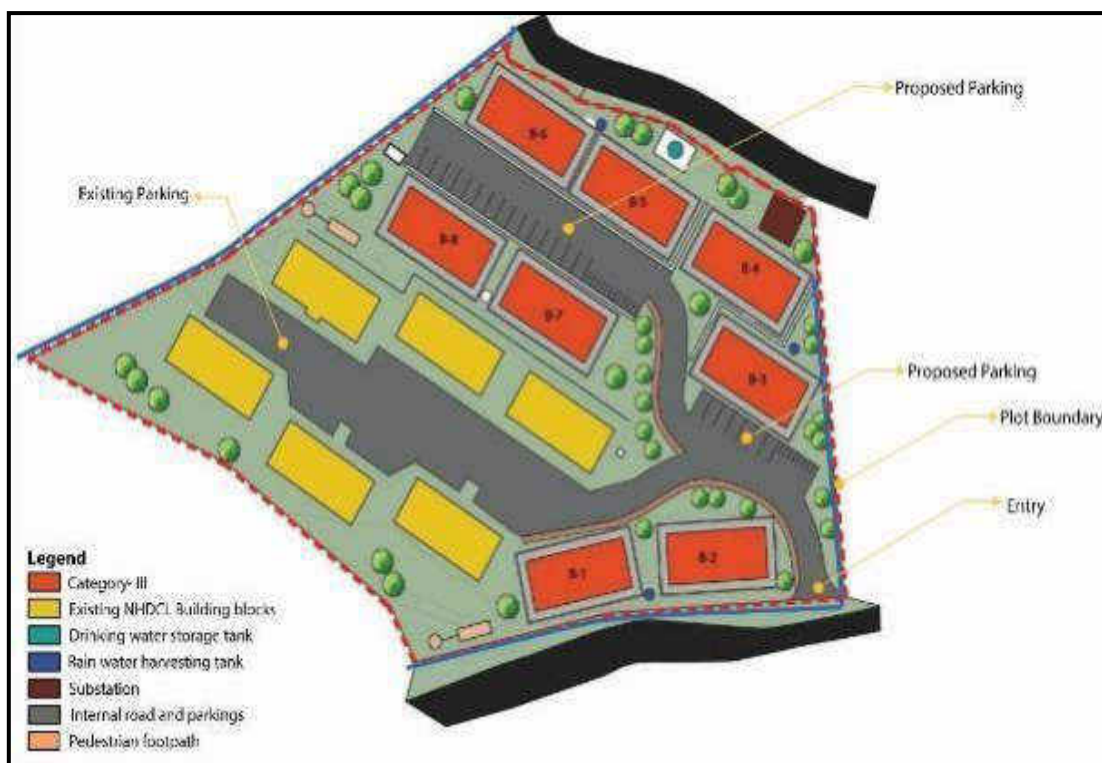 Proposed Parking
Existing Parking
B-6
B-5
B-8
B-4
B-7
B-3
Proposed Parking
Plot Boundary
Entry
B-1
B-2
Legend
Category-III
Existing NHDCL Building blocks
Drinking water storage tank
Rain water harvesting tank
Substation
Internal road and parkings
Pedestrian footpath